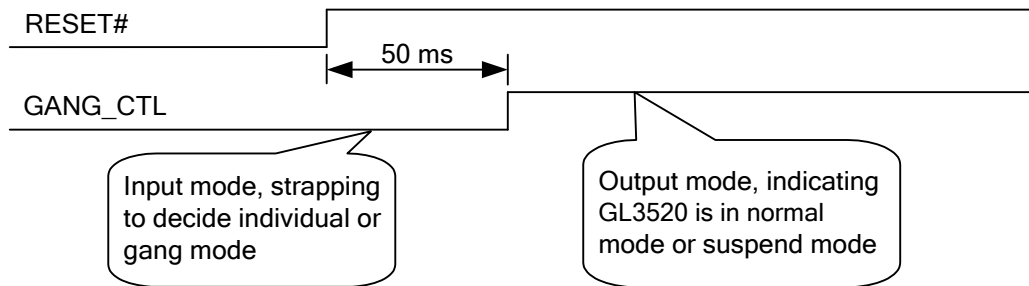 RESET#
50 ms
GANG_CTL
Input mode, strapping
to decide individual or
gang mode
Output mode, indicating
GL3520 is in normal
mode or suspend mode